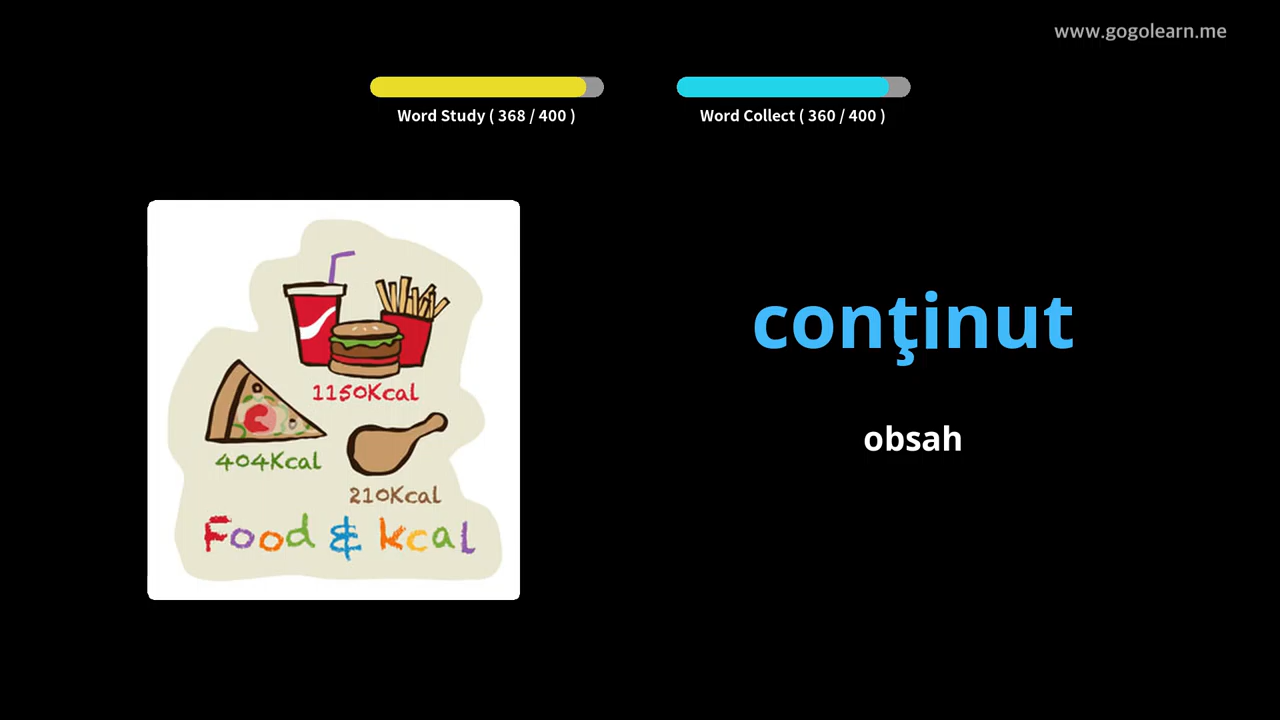 www.gogolearn.me
Word Study ( 368 / 400 )
Word Collect ( 360 / 400 )
1150Kcal
404Kcal
210Kcal
Food & kcal
conţinut
obsah